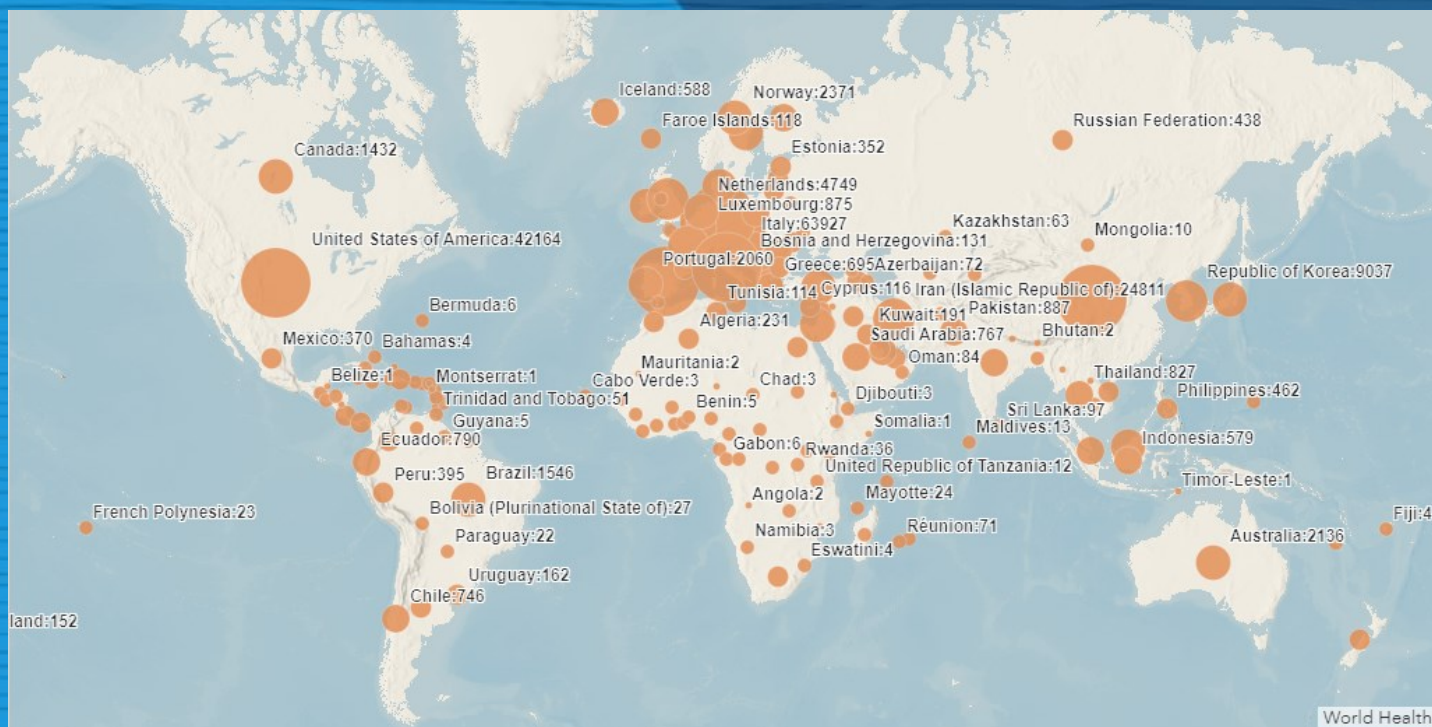 Iceland:588
Norway:2371
Faroe Islands:118
Russian Federation:438
Canada:1432
Estonia:352
Netherlands:4749
Luxembourg:875
Italy:63927
Kazakhstan:63
Mongolia:10
United States of America:42164
Bosnia and Herzegovina:131
Portugal:2060
Greece:695
Azerbaijan:72
Republic of Korea:9037
Tunisia:114
Cyprus:116
Iran (Islamic Republic of):24811
Bermuda:6
Kuwait:191
Pakistan:887
Algeria:231
Saudi Arabia:767
Bhutan:2
Mexico:370
Bahamas:4
Oman:84
Mauritania:2
Belize:1
Montserrat:1
Cabo Verde:3
Chad:3
Thailand:827
Djibouti:3
Philippines:462
Trinidad and Tobago:51
Benin:5
Sri Lanka:97
Guyana:5
Somalia:1
Maldives:13
Ecuador:790
Gabon:6
Rwanda:36
Indonesia:579
United Republic of Tanzania:12
Peru:395
Brazil:1546
Timor-Leste:1
Angola:2
Mayotte:24
Bolivia (Plurinational State of):27
French Polynesia:23
Fiji:4
Namibia:3
Réunion:71
Australia:2136
Paraguay:22
Eswatini:4
Uruguay:162
Chile:746
land:152
World Health